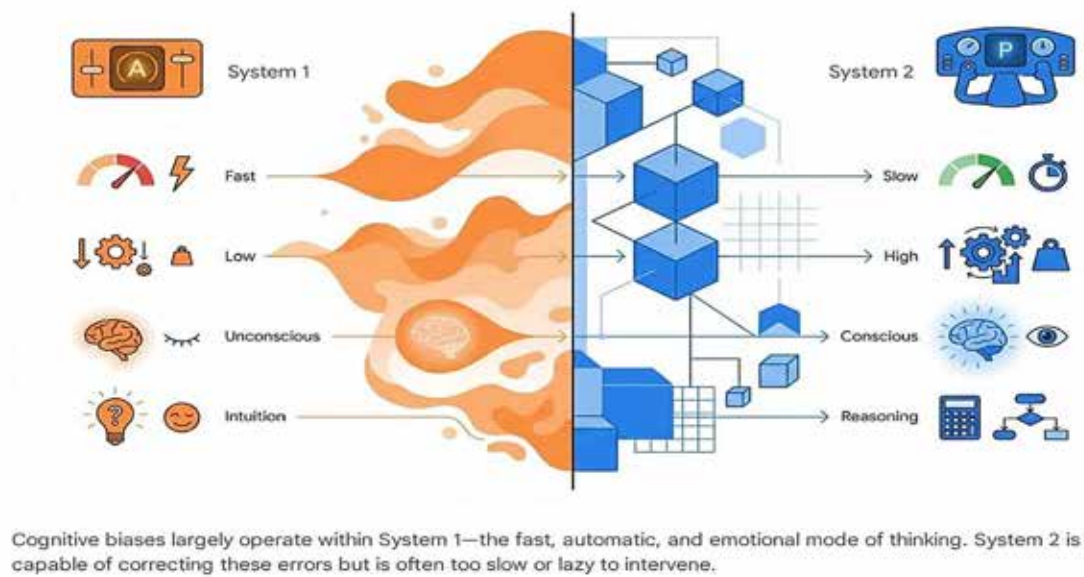 System 1
System 2
A
P
Fast
Slow
Low
High
Unconscious
Conscious
?
Intuition
Reasoning
Cognitive biases largely operate within System 1—the fast, automatic, and emotional mode of thinking. System 2 is
capable of correcting these errors but is often too slow or lazy to intervene.